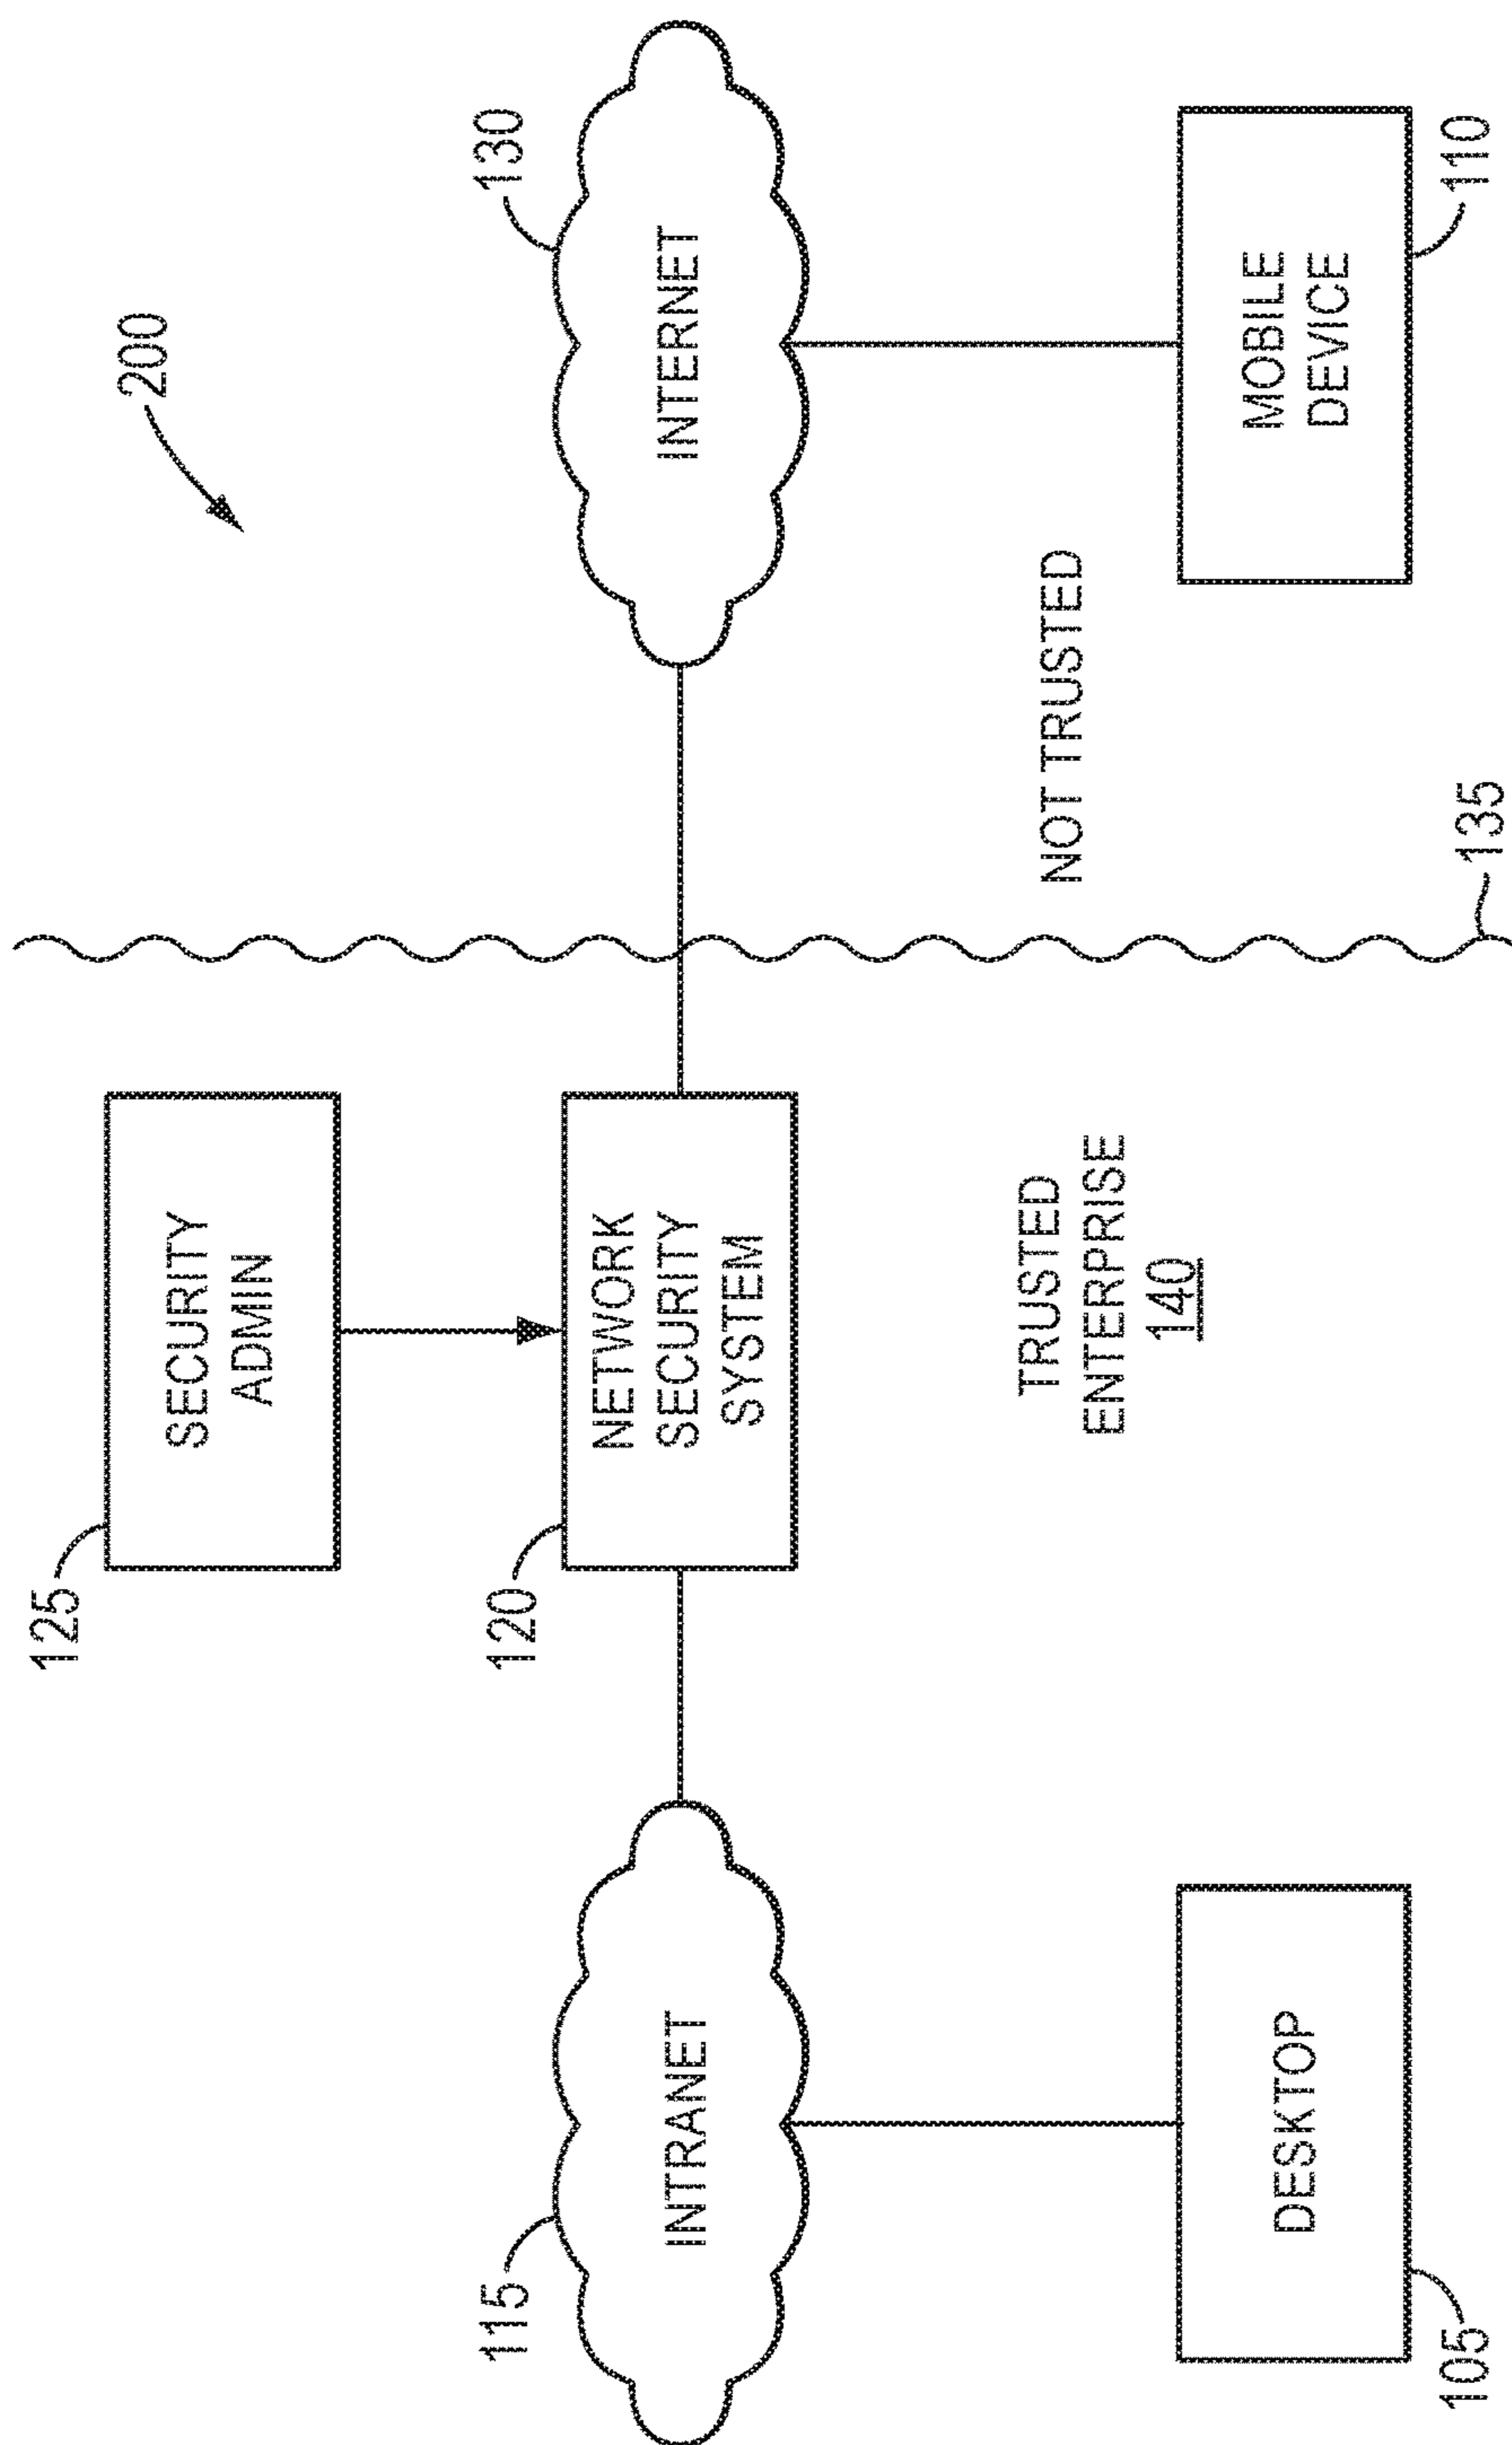 200
125
SECURITY
ADMIN
115
INTRANET
120
NETWORK
SECURITY
SYSTEM
130
INTERNET
TRUSTED
ENTERPRISE
140
NOT TRUSTED
DESKTOP
105
MOBILE
DEVICE
110
135